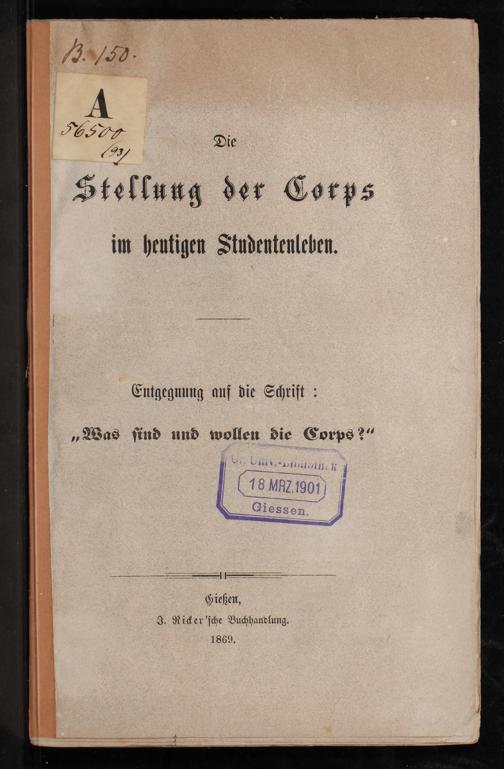 B. 150.
A
56500
(93)
Die
Stellung der Corps
im heutigen Studentenleben.
Entgegnung auf die Schrift :
„Was sind und wollen die Corps?“
18 MRZ. 1901
Giessen.
Gießen,
J. Ricker'sche Buchhandlung.
1869.